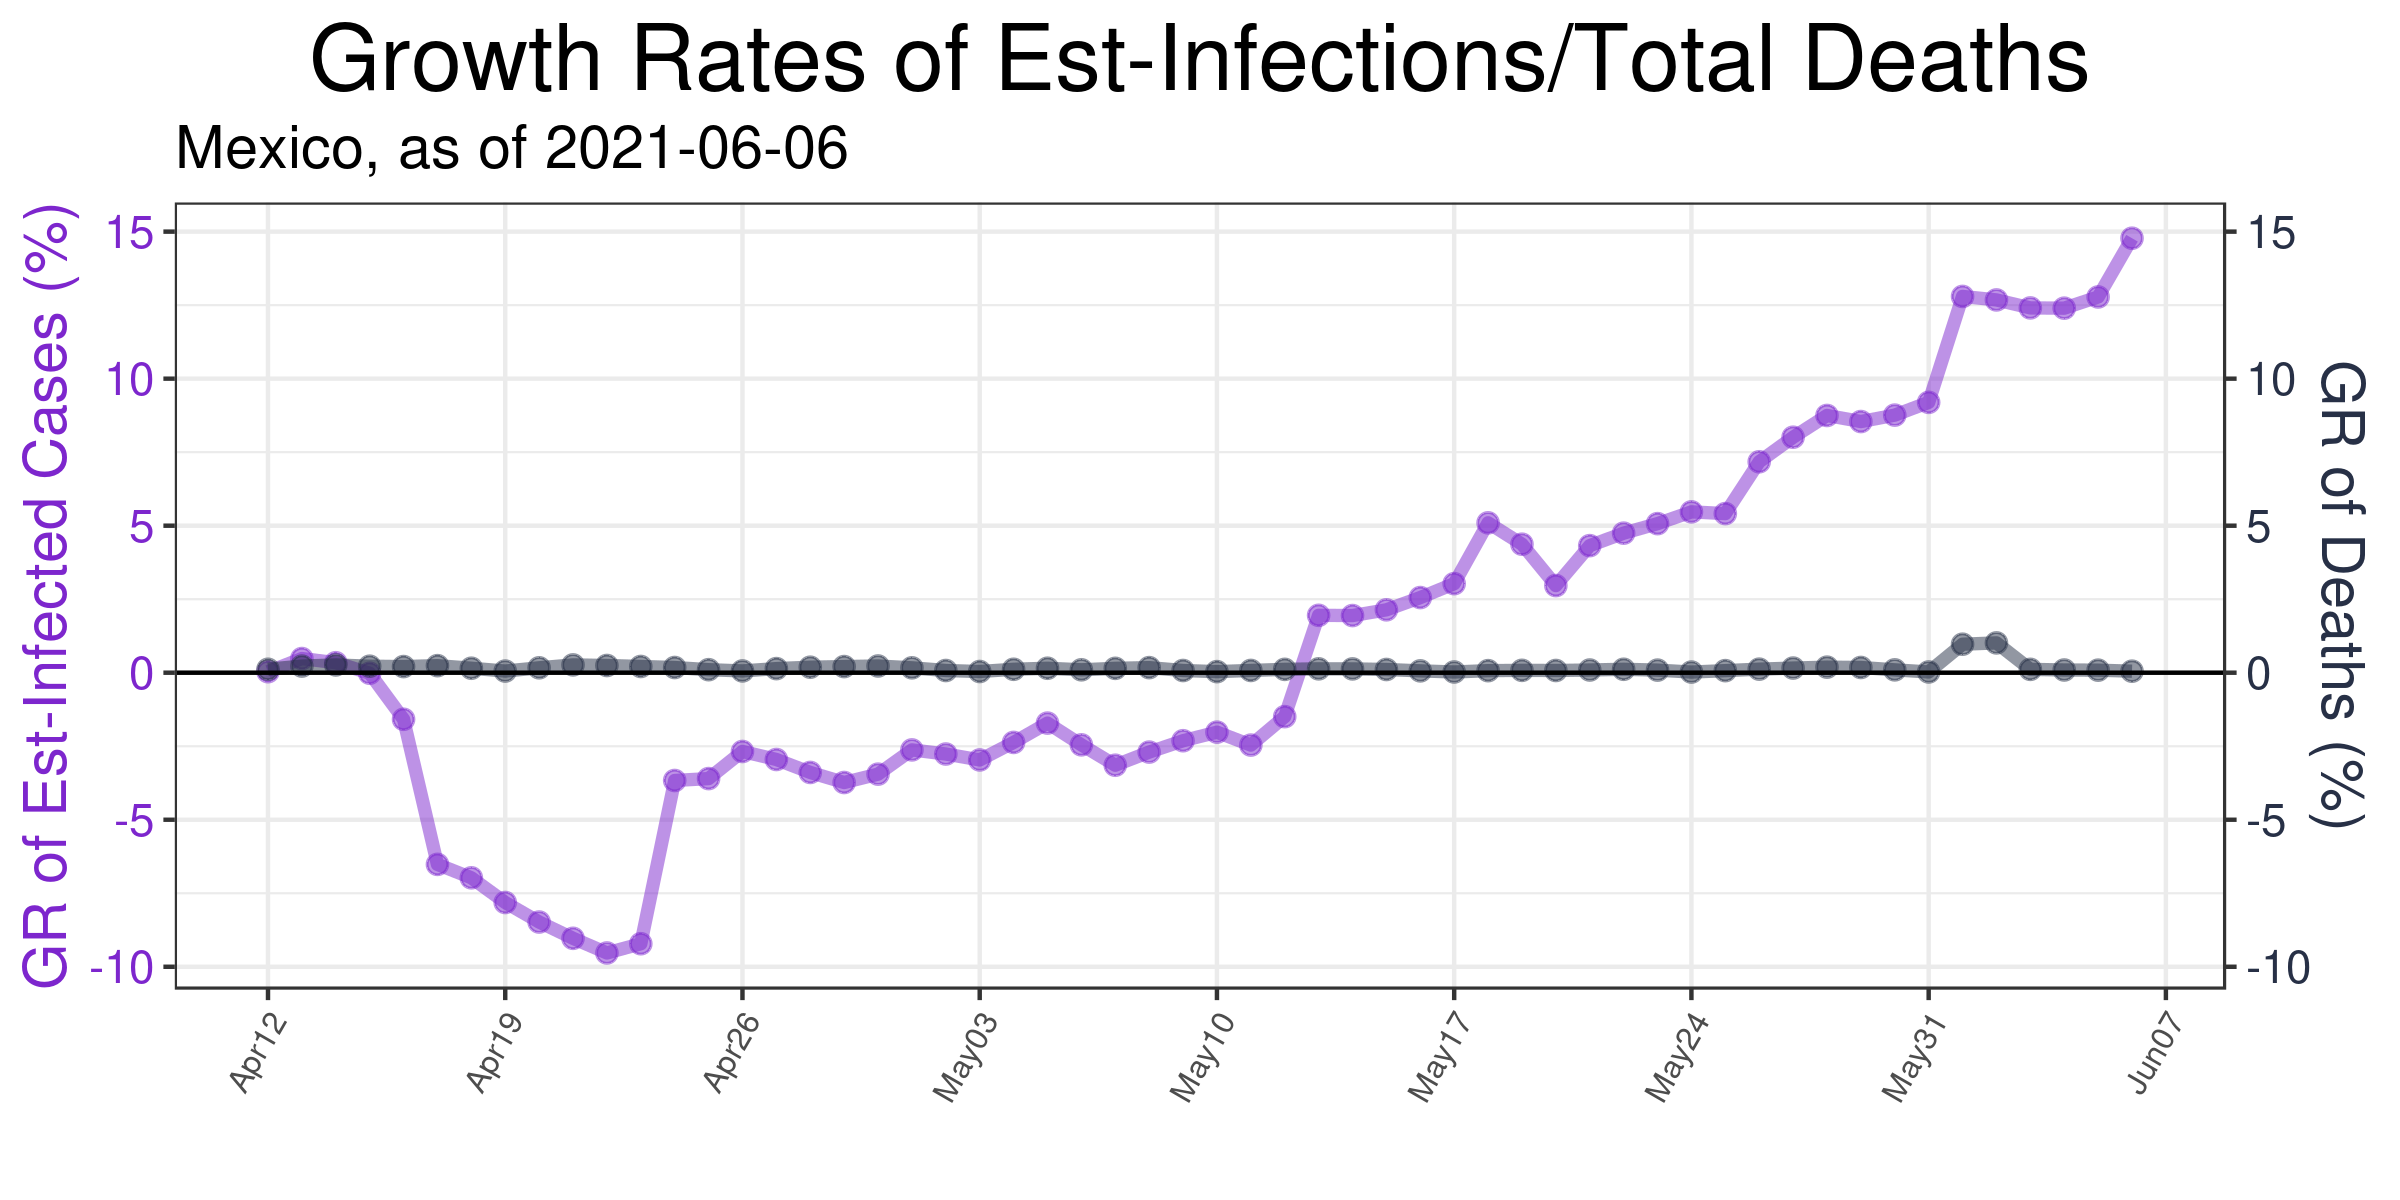 Growth Rates of Est-Infections/Total Deaths
Mexico, as of 2021-06-06
GR of Est-Infected Cases (%)
15
10
5
0
-5
-10
15
10
5
0
-5
-10
GR of Deaths (%)
Apr12
Apr19
Apr26
May03
May10
May17
May24
May31
Jun07